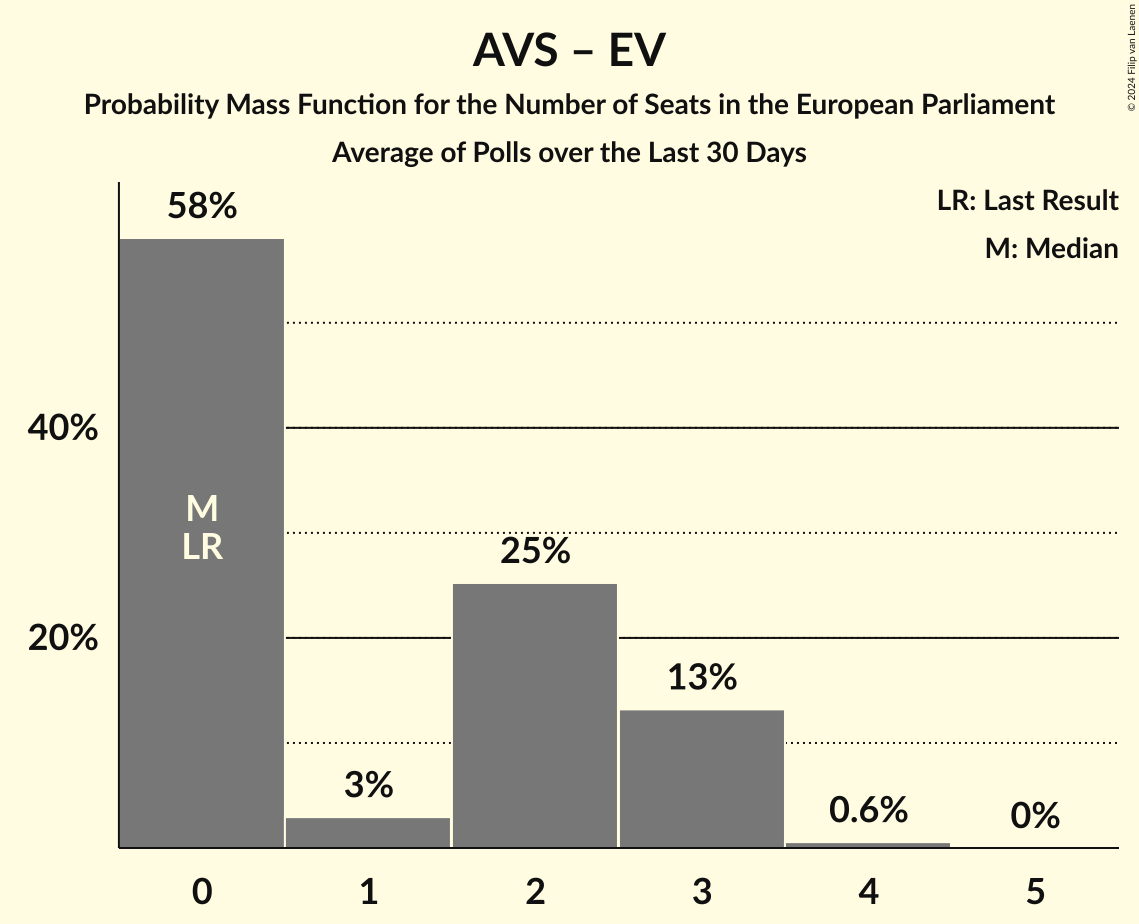 AVS – EV
Probability Mass Function for the Number of Seats in the European Parliament
Average of Polls over the Last 30 Days
© 2024 Filip van Laenen
LR: Last Result
M: Median
58%
40%
20%
M
LR
3%
25%
13%
0.6%
0%
0 1 2 3 4 5